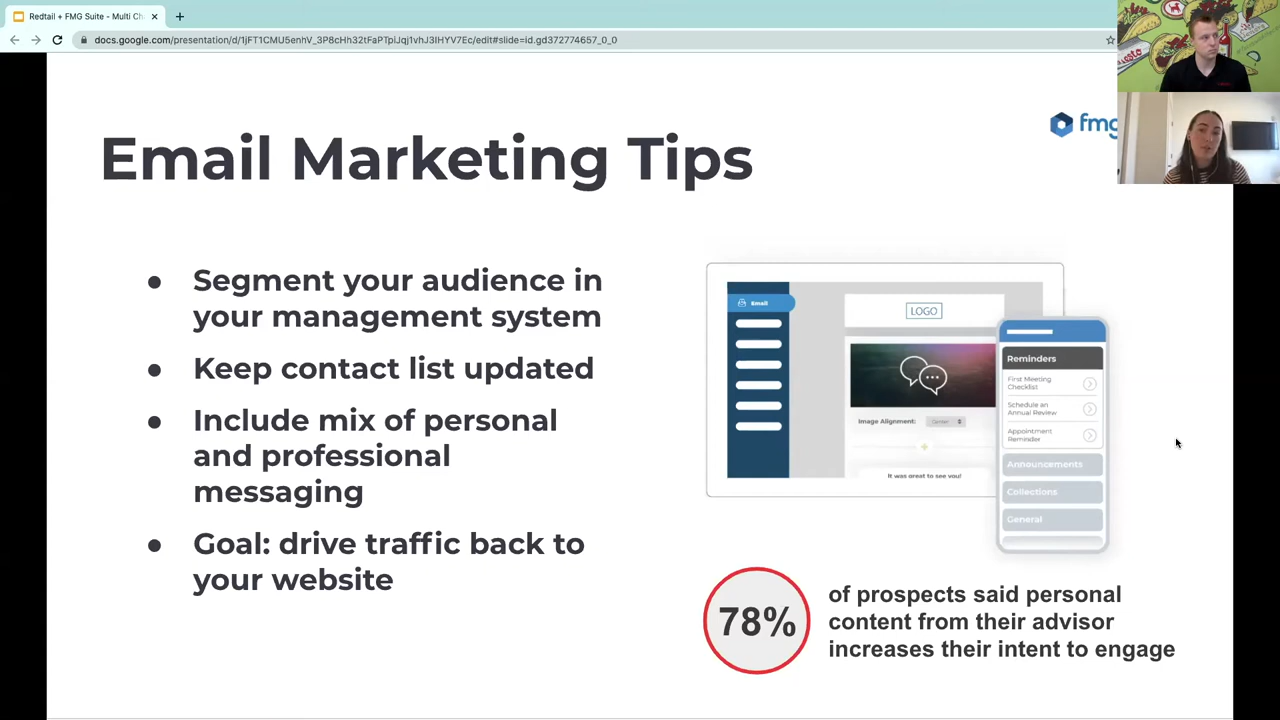 Redtail + FMG Suite - Multi Ch
docs.google.com/presentation/d/1jFT1CMU5enhV_3P8cHh32tFaPTpiJqj1vhJ3IHYV7Ec/edit#slide=id.gd372774657_0_0
fmg
Email Marketing Tips
• Segment your audience in
your management system
• Keep contact list updated
• Include mix of personal
and professional
messaging
• Goal: drive traffic back to
your website
Email
LOGO
Image Alignment: Center
It was great to see you!
Reminders
First Meeting
Checklist
Schedule an
Annual Review
Appointment
Reminder
Announcements
Collections
General
78%
of prospects said personal
content from their advisor
increases their intent to engage